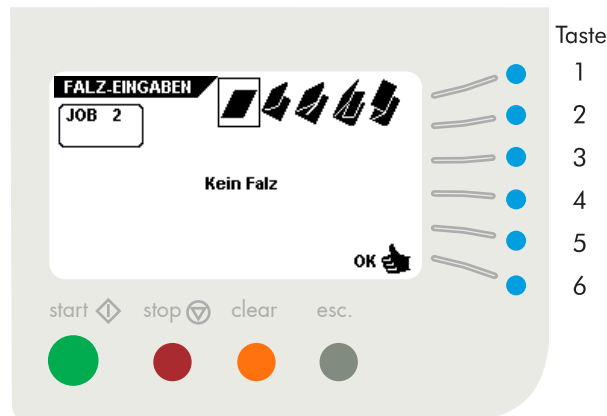 Taste
FALZ-EINGABEN
1
JOB 2
2
3
Kein Falz
4
5
OK
6
start stop clear esc.